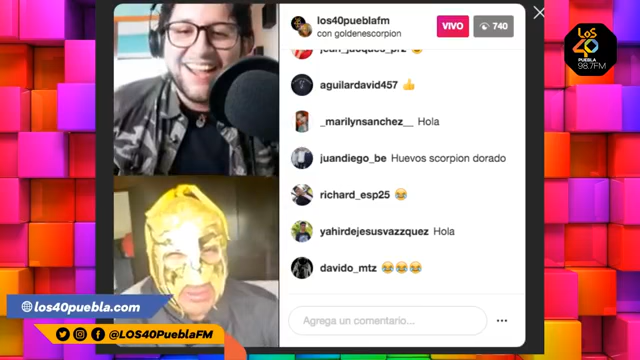 los40pueblafm
con goldenescorpion
VIVO
740
LOS
40
PUEBLA
98.7FM
jean_jacques_prz
aguilardavid457 👍
_marilynsanchez__ Hola
juandiego_be Huevos scorpion dorado
richard_esp25 😂
yahirdejesusvazzquez Hola
davido_mtz 😂😂😂
Agrega un comentario...
los40puebla.com
@LOS40PueblaFM